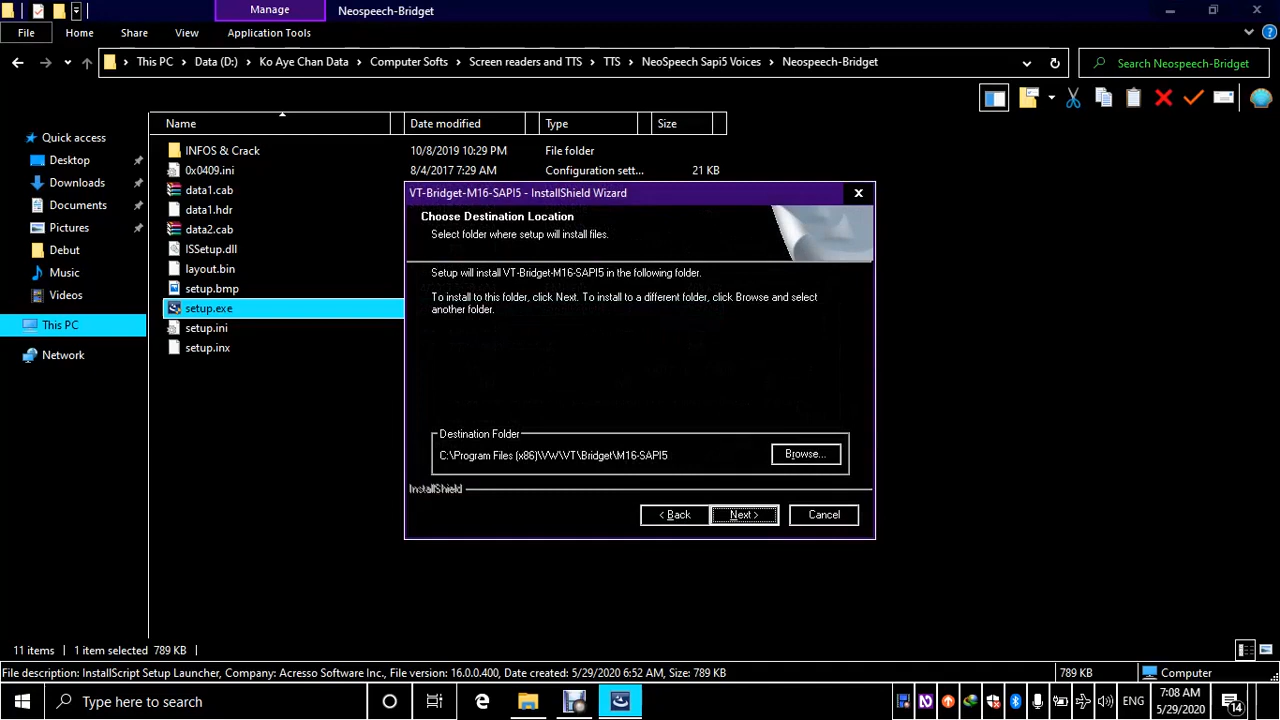 Manage
Neospeech-Bridget
File
Home
Share
View
Application Tools
This PC > Data (D:) > Ko Aye Chan Data > Computer Softs > Screen readers and TTS > TTS > NeoSpeech Sapi5 Voices > Neospeech-Bridget
Search Neospeech-Bridget
Name
Date modified
Type
Size
Quick access
Desktop
Downloads
Documents
Pictures
Debut
Music
Videos
This PC
Network
INFOS & Crack 10/8/2019 10:29 PM File folder
0x0409.ini 8/4/2017 7:29 AM Configuration sett... 21 KB
data1.cab
data1.hdr
data2.cab
ISSetup.dll
layout.bin
setup.bmp
setup.exe
setup.ini
setup.inx
VT-Bridget-M16-SAPI5 - InstallShield Wizard
Choose Destination Location
Select folder where setup will install files.
Setup will install VT-Bridget-M16-SAPI5 in the following folder.
To install to this folder, click Next. To install to a different folder, click Browse and select
another folder.
Destination Folder
C:\Program Files (x86)\VW\VT\Bridget\M16-SAPI5
Browse...
InstallShield
< Back
Next >
Cancel
11 items
1 item selected 789 KB
File description: InstallScript Setup Launcher, Company: Acresso Software Inc., File version: 16.0.0.400, Date created: 5/29/2020 6:52 AM, Size: 789 KB
789 KB
Computer
Type here to search
ENG
7:08 AM
5/29/2020
14